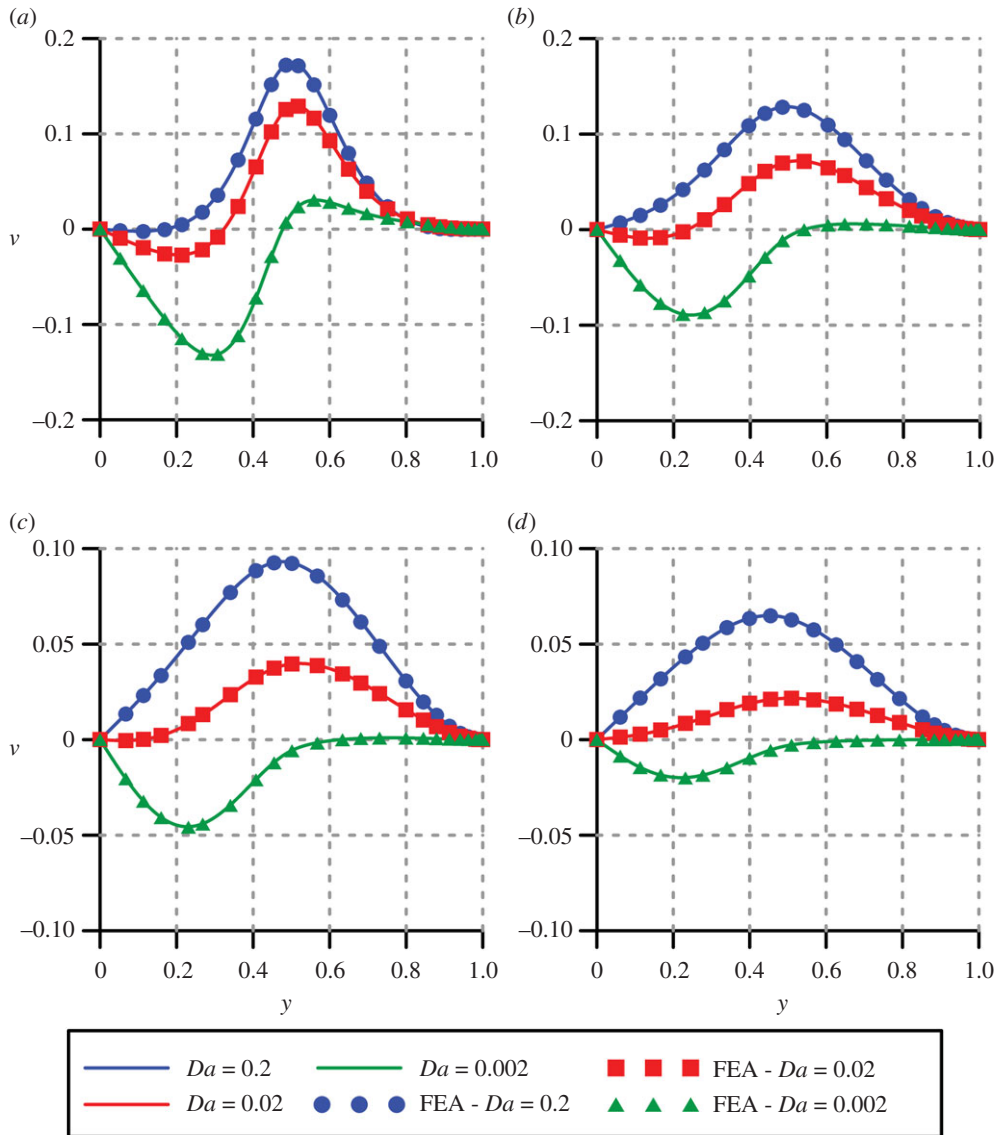 (a) (b)
0.2 0.2
0.1 0.1
v 0 0
–0.1 –0.1
–0.2 –0.2
0 0.2 0.4 0.6 0.8 1.0 0 0.2 0.4 0.6 0.8 1.0
(c) (d)
0.10 0.10
0.05 0.05
v 0 0
–0.05 –0.05
–0.10 –0.10
0 0.2 0.4 0.6 0.8 1.0 0 0.2 0.4 0.6 0.8 1.0
y y
Da = 0.2 Da = 0.002 FEA - Da = 0.02
Da = 0.02 FEA - Da = 0.2 FEA - Da = 0.002